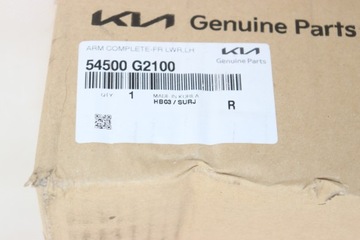 KIA Genuine Parts
ARM COMPLETE-FR LWR,LH
54500 G2100
KIA
Genuine Parts
QTY 1 MADE IN KOREA
HB03 / SURJ
R